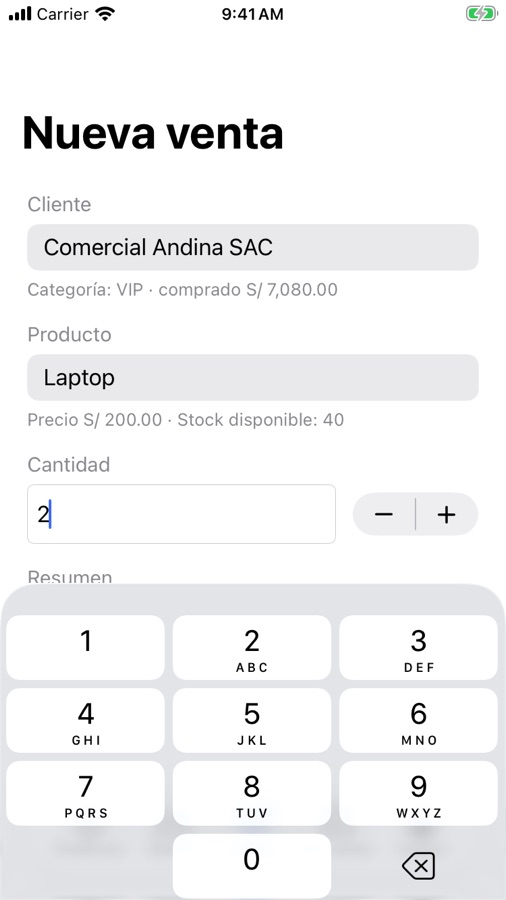 Carrier 9:41 AM
Nueva venta
Cliente
Comercial Andina SAC
Categoría: VIP · comprado S/ 7,080.00
Producto
Laptop
Precio S/ 200.00 · Stock disponible: 40
Cantidad
2
− +
Resumen
1 2 3
ABC DEF
4 5 6
GHI JKL MNO
7 8 9
PQRS TUV WXYZ
0